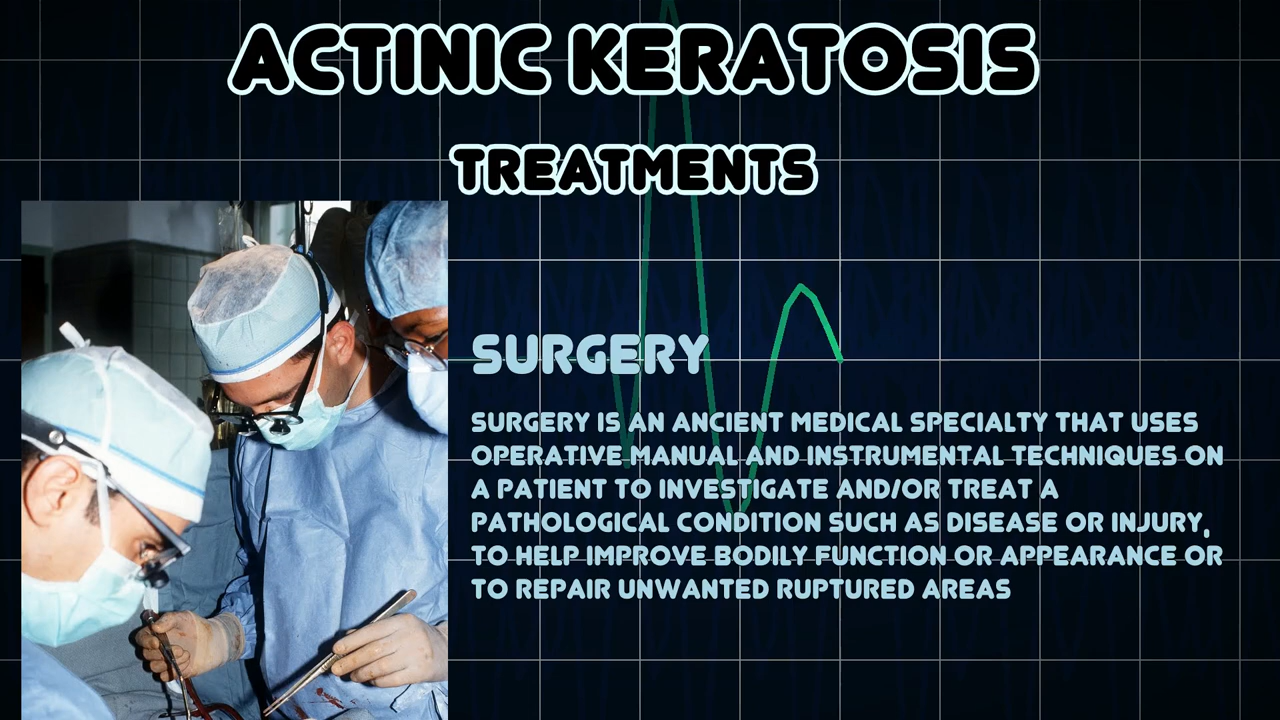 ACTINIC KERATOSIS
TREATMENTS
SURGERY
SURGERY IS AN ANCIENT MEDICAL SPECIALTY THAT USES
OPERATIVE MANUAL AND INSTRUMENTAL TECHNIQUES ON
A PATIENT TO INVESTIGATE AND/OR TREAT A
PATHOLOGICAL CONDITION SUCH AS DISEASE OR INJURY,
TO HELP IMPROVE BODILY FUNCTION OR APPEARANCE OR
TO REPAIR UNWANTED RUPTURED AREAS